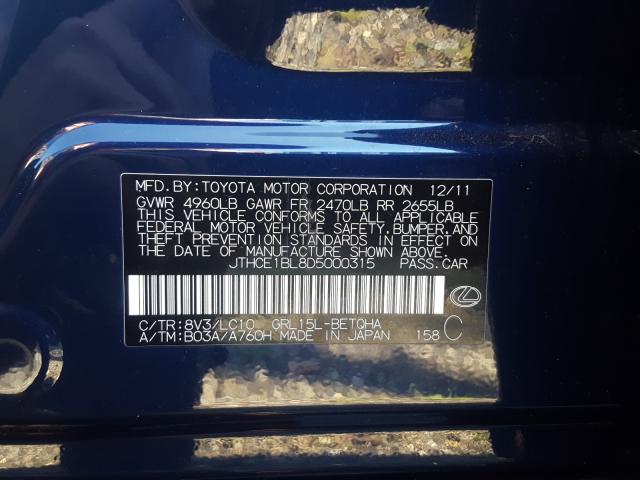 MFD. BY: TOYOTA MOTOR CORPORATION 12/11
GVWR 4960LB GAWR FR 2470LB RR 2655LB
THIS VEHICLE CONFORMS TO ALL APPLICABLE
FEDERAL MOTOR VEHICLE SAFETY, BUMPER, AND
THEFT PREVENTION STANDARDS IN EFFECT ON
THE DATE OF MANUFACTURE SHOWN ABOVE.
JTHCE1BL8D5000315 PASS. CAR
C/TR: 8V3/LC10 GRL15L-BETQHA
A/TM: B03A/A760H MADE IN JAPAN 158 C